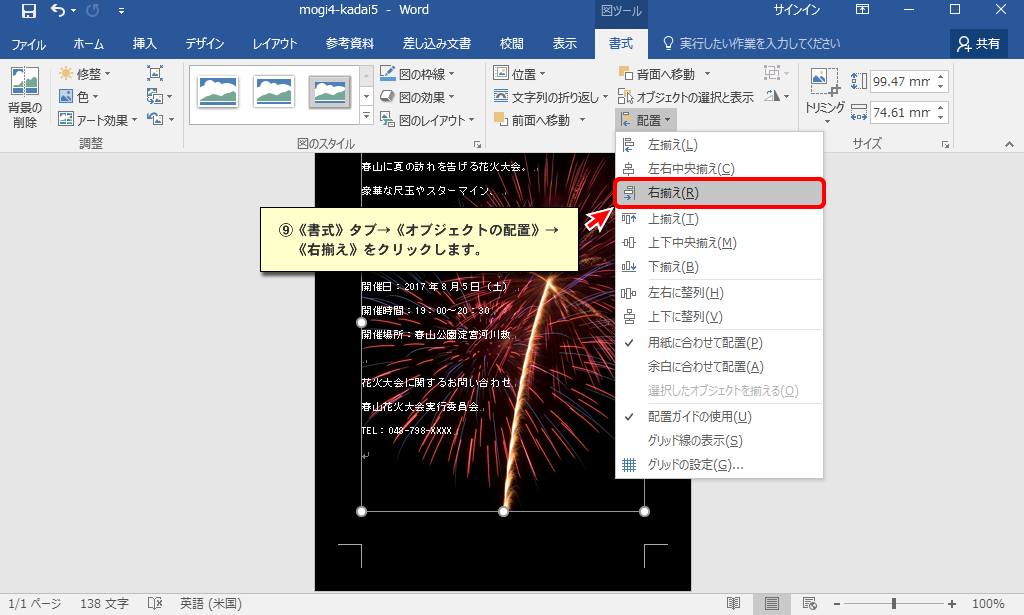 mogi4-kadai5 - Word
図ツール
サインイン
ファイル ホーム 挿入 デザイン レイアウト 参考資料 差し込み文書 校閲 表示 書式 実行したい作業を入力してください 共有
背景の
削除
修整
色
アート効果
調整
図の枠線
図の効果
図のレイアウト
図のスタイル
位置
文字列の折り返し
前面へ移動
背面へ移動
オブジェクトの選択と表示
配置
トリミング
99.47 mm
74.61 mm
サイズ
左揃え(L)
左右中央揃え(C)
右揃え(R)
上揃え(T)
上下中央揃え(M)
下揃え(B)
左右に整列(H)
上下に整列(V)
用紙に合わせて配置(P)
余白に合わせて配置(A)
選択したオブジェクトを揃える(O)
配置ガイドの使用(U)
グリッド線の表示(S)
グリッドの設定(G)...
春山に夏の訪れを告げる花火大会。
豪華な尺玉やスターマイン、
⑨《書式》タブ→《オブジェクトの配置》→
《右揃え》をクリックします。
開催日：2017 年 8 月 5 日（土）
開催時間：19：00～20：30
開催場所：春山公園淀宮河川敷
花火大会に関するお問い合わせ
春山花火大会実行委員会
TEL：048-798-XXXX
1/1 ページ 138 文字 英語 (米国) 100%